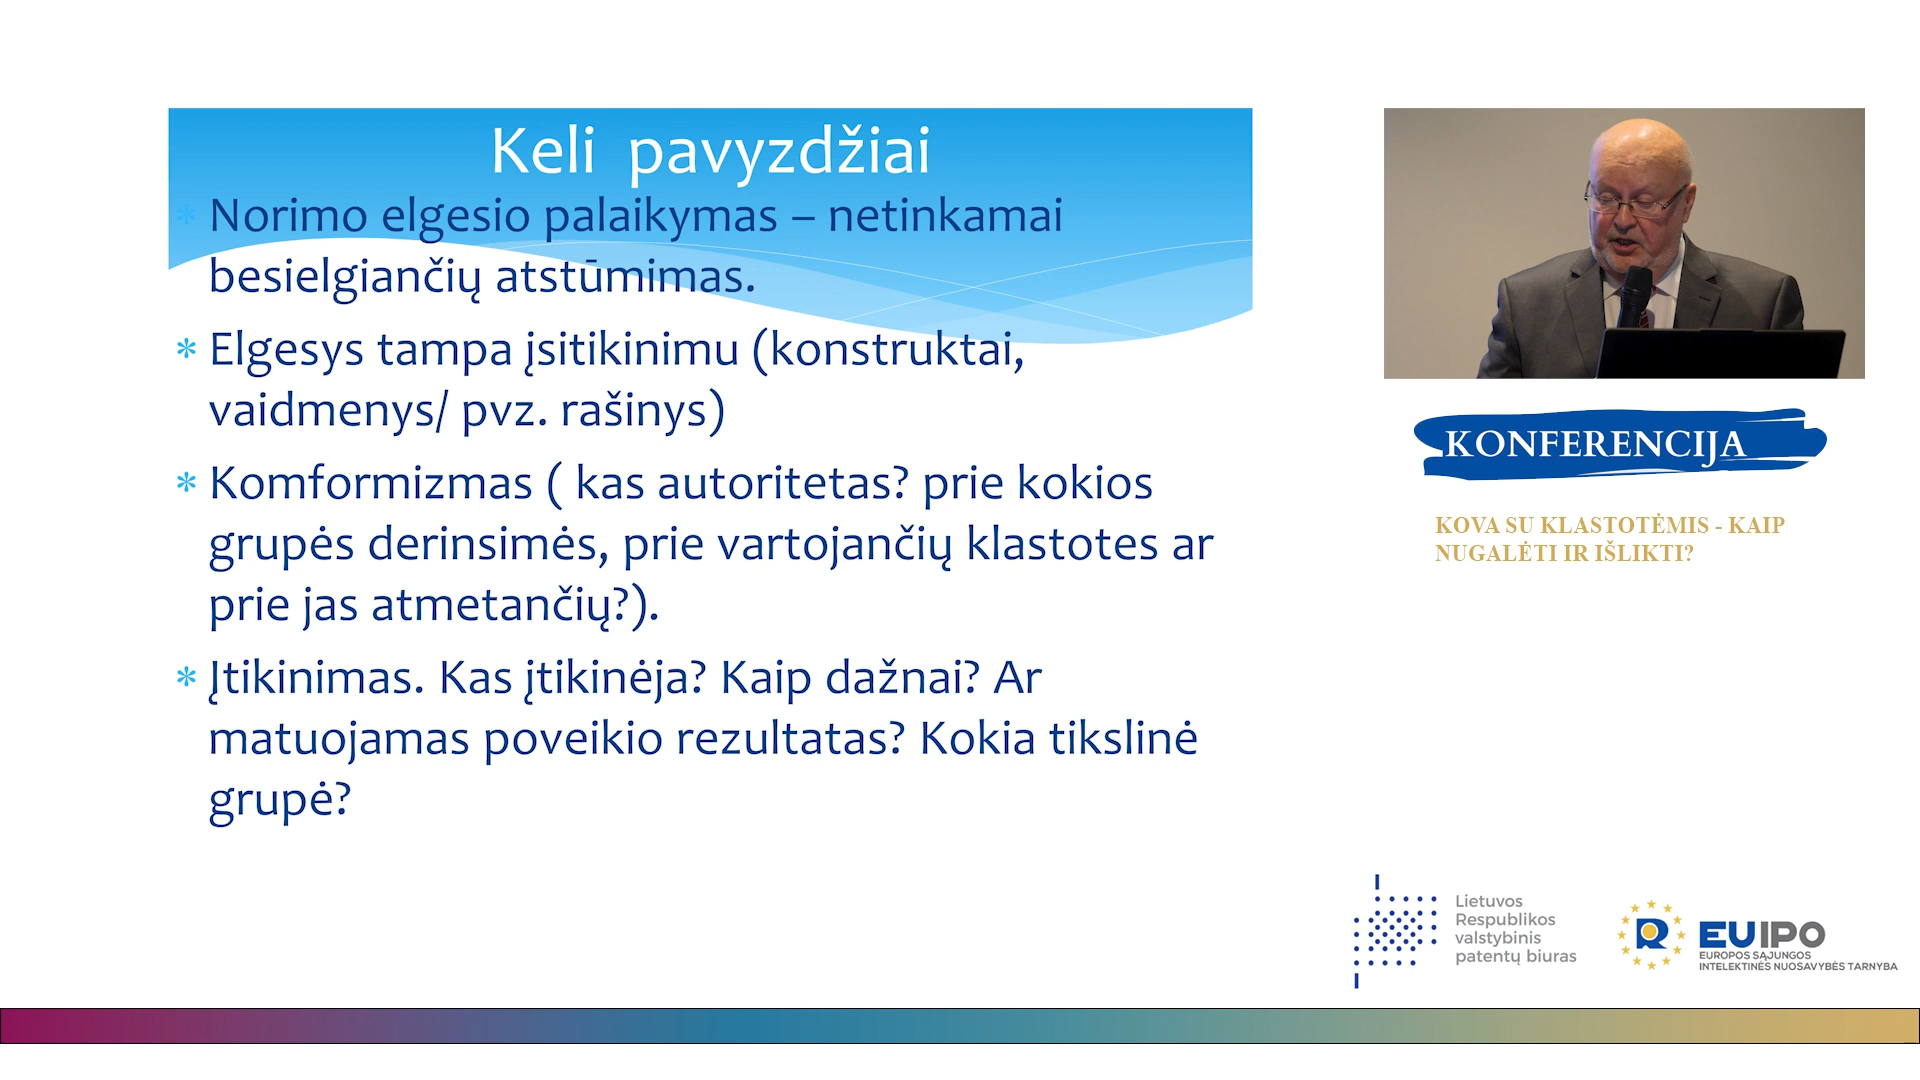 Keli pavyzdžiai
* Norimo elgesio palaikymas – netinkamai
besielgiančių atstūmimas.
* Elgesys tampa įsitikinimu (konstruktai,
vaidmenys/ pvz. rašinys)
* Komformizmas ( kas autoritetas? prie kokios
grupės derinsimės, prie vartojančių klastotes ar
prie jas atmetančių?).
* Įtikinimas. Kas įtikinėja? Kaip dažnai? Ar
matuojamas poveikio rezultatas? Kokia tikslinė
grupė?
KONFERENCIJA
KOVA SU KLASTOTĖMIS - KAIP
NUGALĖTI IR IŠLIKTI?
Lietuvos
Respublikos
valstybinis
patentų biuras
EUIPO
EUROPOS SĄJUNGOS
INTELEKTINĖS NUOSAVYBĖS TARNYBA